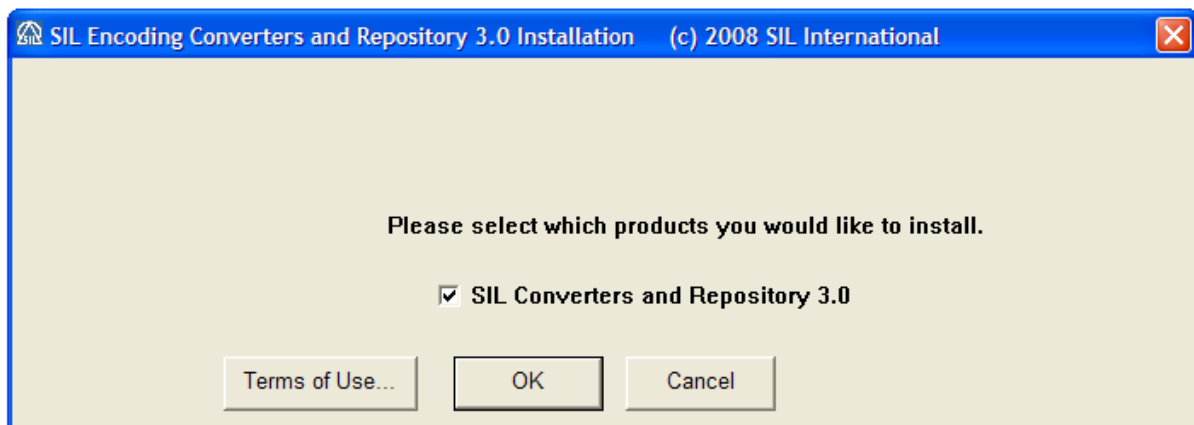 SIL Encoding Converters and Repository 3.0 Installation (c) 2008 SIL International
Please select which products you would like to install.
SIL Converters and Repository 3.0
Terms of Use... OK Cancel